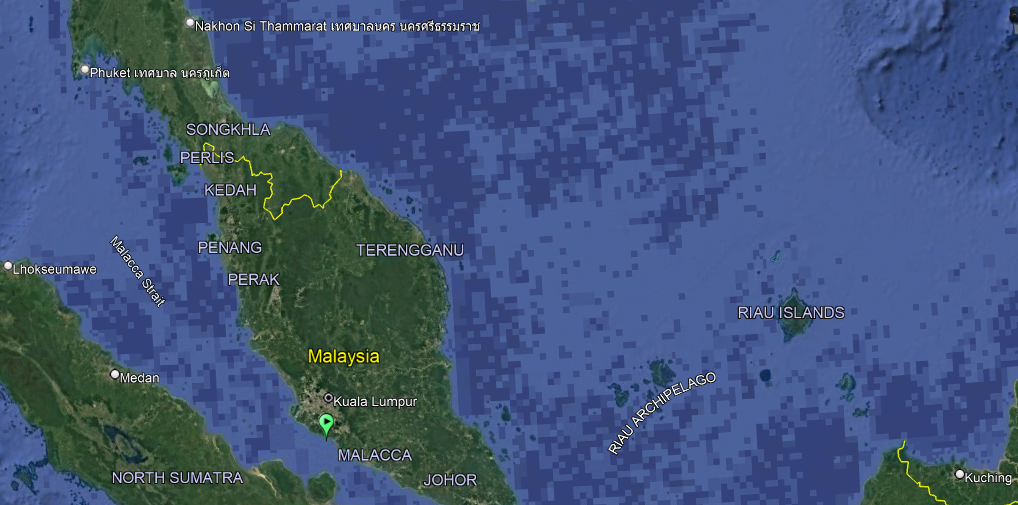 Nakhon Si Thammarat เทศบาลนคร นครศรีธรรมราช
Phuket เทศบาล นครภูเก็ต
SONGKHLA
PERLIS
KEDAH
PENANG
TERENGGANU
Malacca Strait
Lhokseumawe
PERAK
RIAU ISLANDS
Malaysia
Medan
RIAU ARCHIPELAGO
Kuala Lumpur
MALACCA
NORTH SUMATRA
JOHOR
Kuching